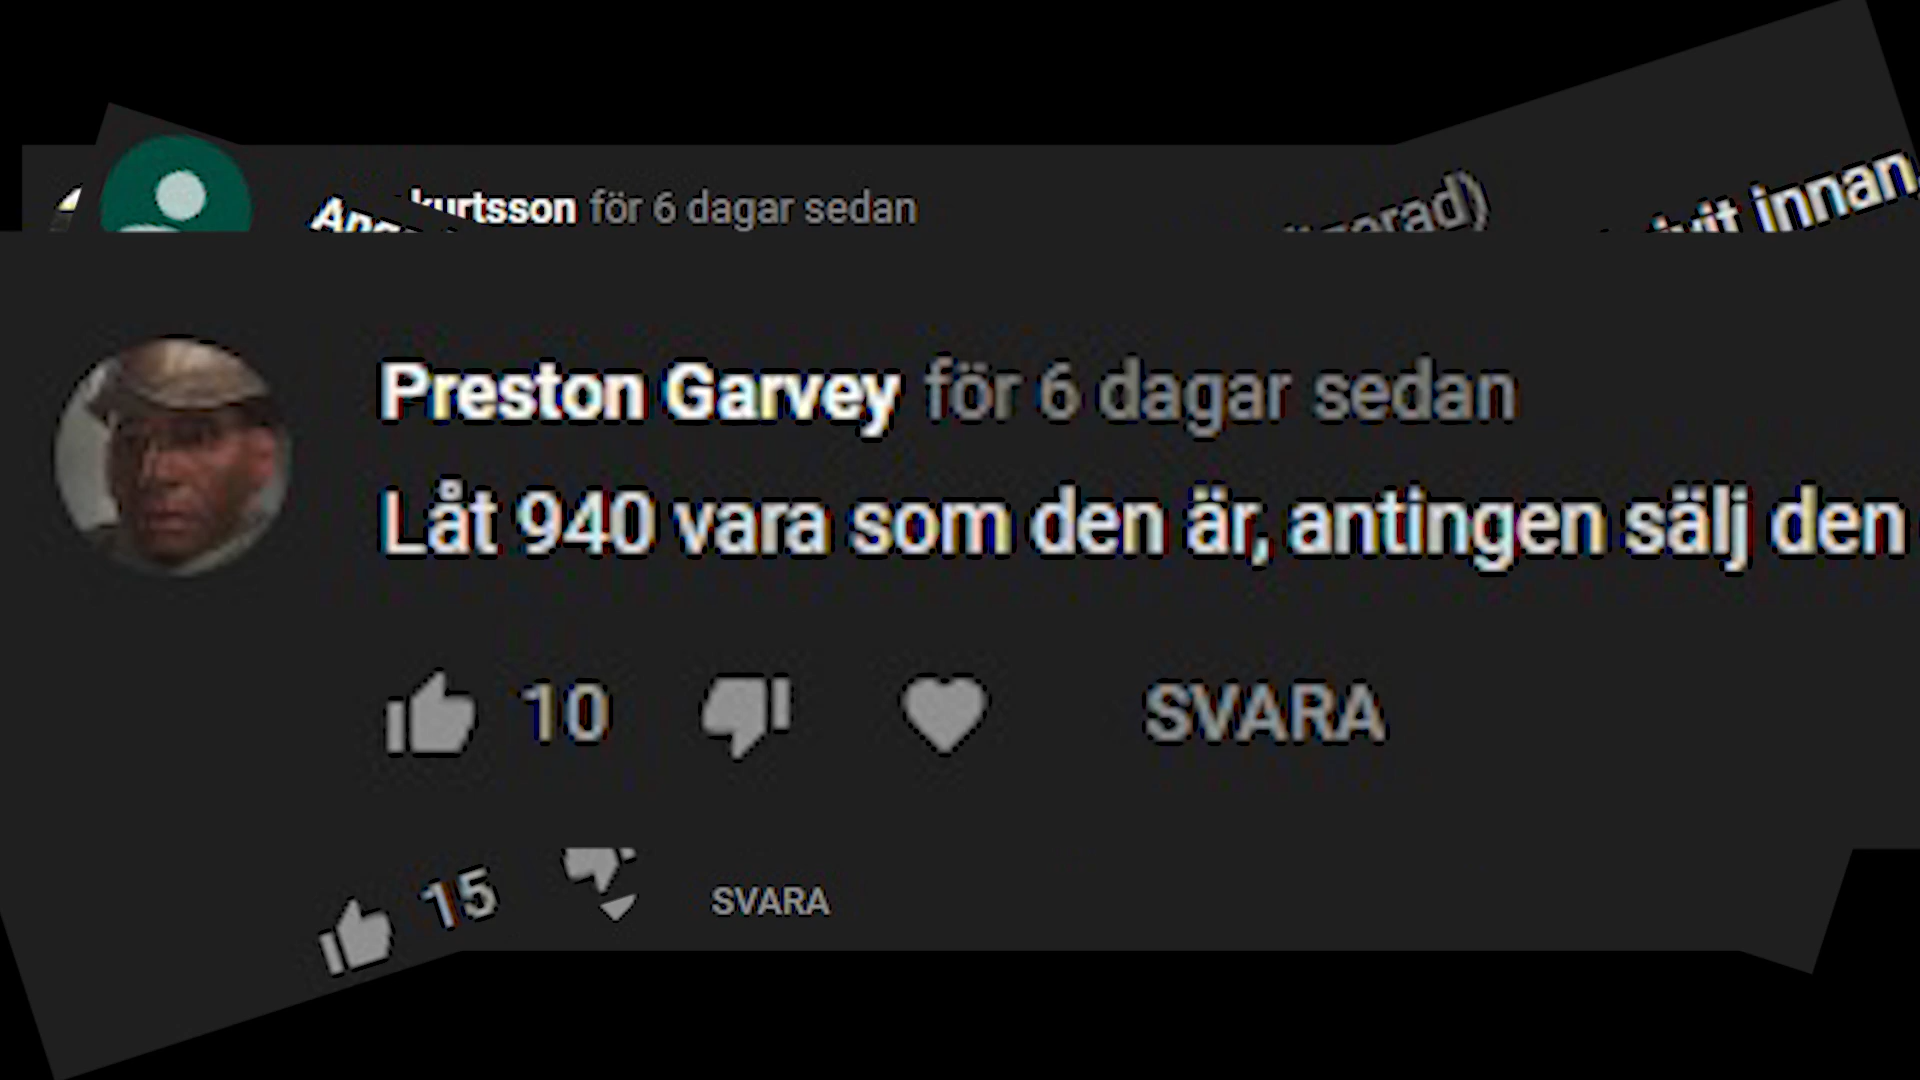 kurtsson för 6 dagar sedan
innan,
Preston Garvey för 6 dagar sedan
Låt 940 vara som den är, antingen sälj den
10 SVARA
15 SVARA